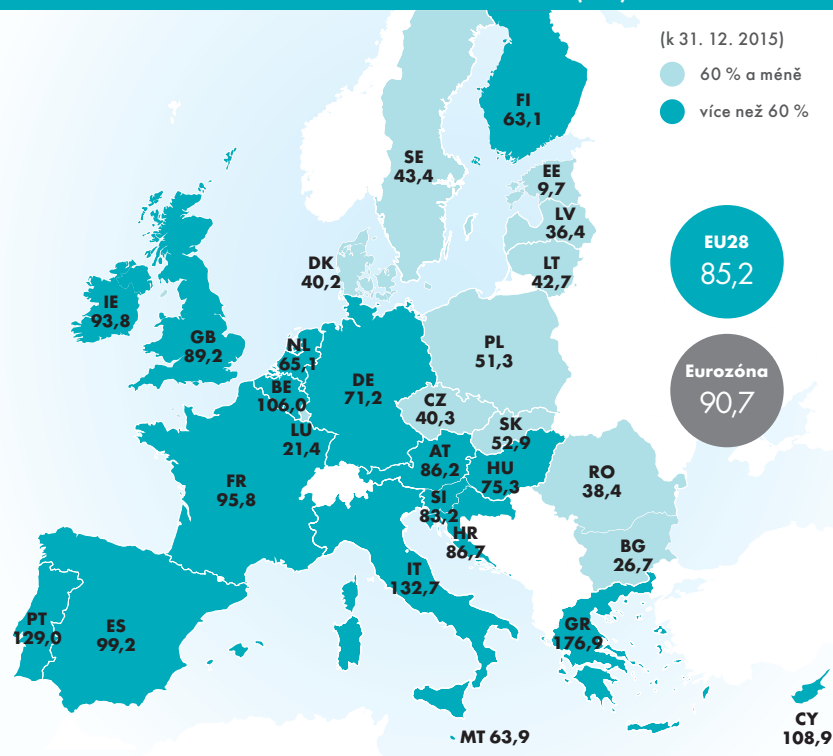 (k 31. 12. 2015)
60 % a méně
více než 60 %
FI
63,1
SE
43,4
EE
9,7
LV
36,4
LT
42,7
EU28
85,2
DK
40,2
IE
93,8
GB
89,2
NL
65,1
PL
51,3
Eurozóna
90,7
BE
106,0
DE
71,2
CZ
40,3
LU
21,4
SK
52,9
AT
86,2
HU
75,3
FR
95,8
RO
38,4
SI
83,2
HR
86,7
BG
26,7
IT
132,7
PT
129,0
ES
99,2
GR
176,9
MT 63,9
CY
108,9